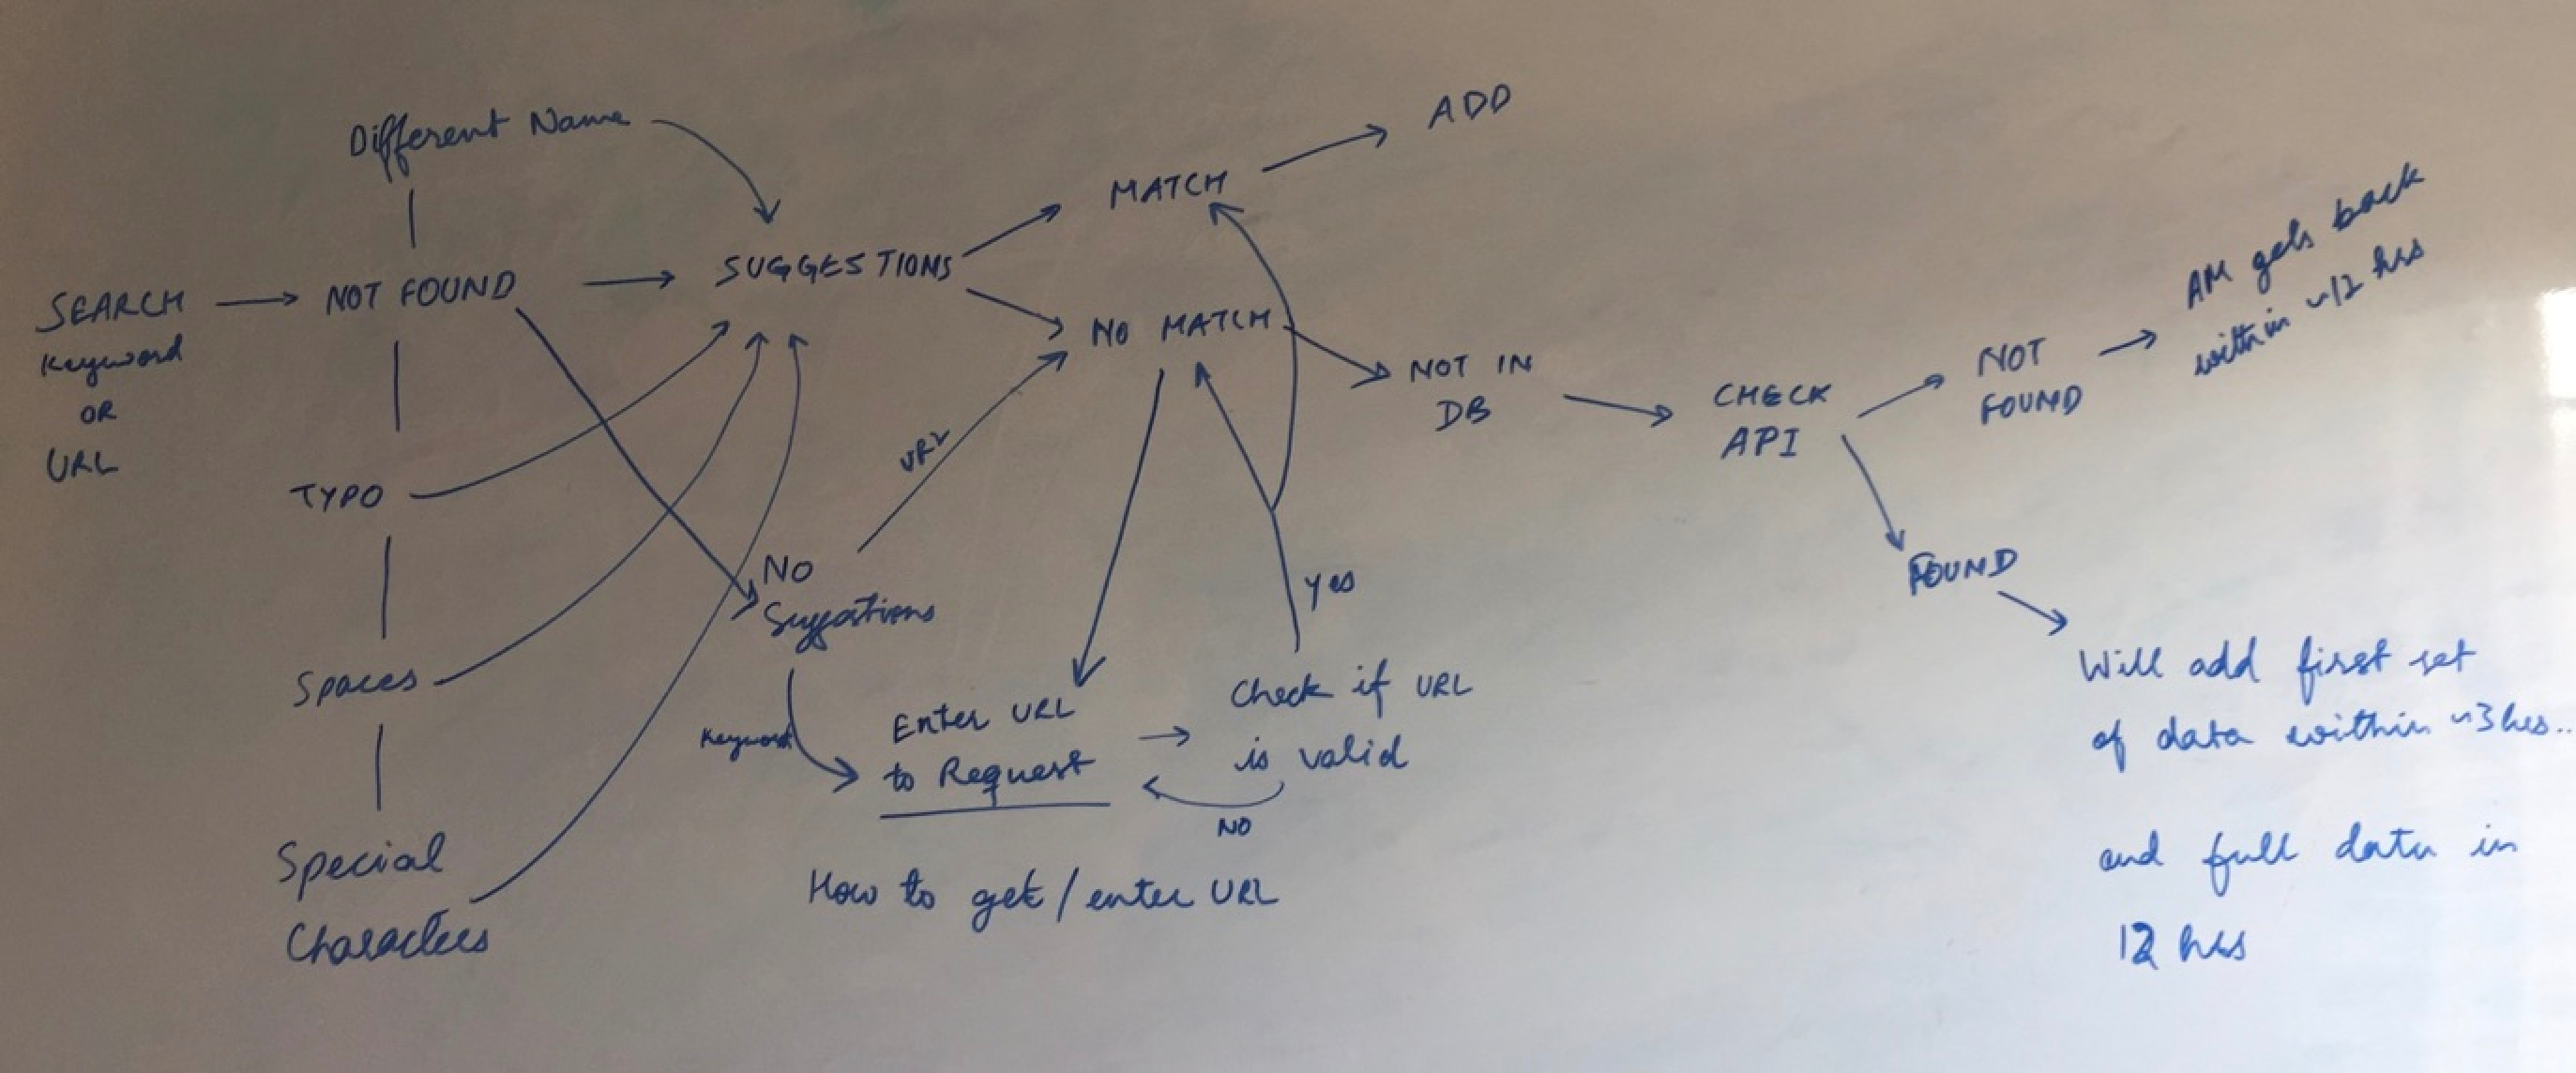 Different Name
SEARCH
Keyword
OR
URL
NOT FOUND
TYPO
Spaces
Special
Characters
SUGGESTIONS
NO
Suggestions
URL
Keyword
MATCH
ADD
NO MATCH
Enter URL
to Request
Check if URL
is valid
Yes
NO
How to get/enter URL
NOT IN
DB
CHECK
API
NOT
FOUND
AM gets back
within ~12 hrs
FOUND
Will add first set
of data within ~3 hrs..
and full data in
12 hrs